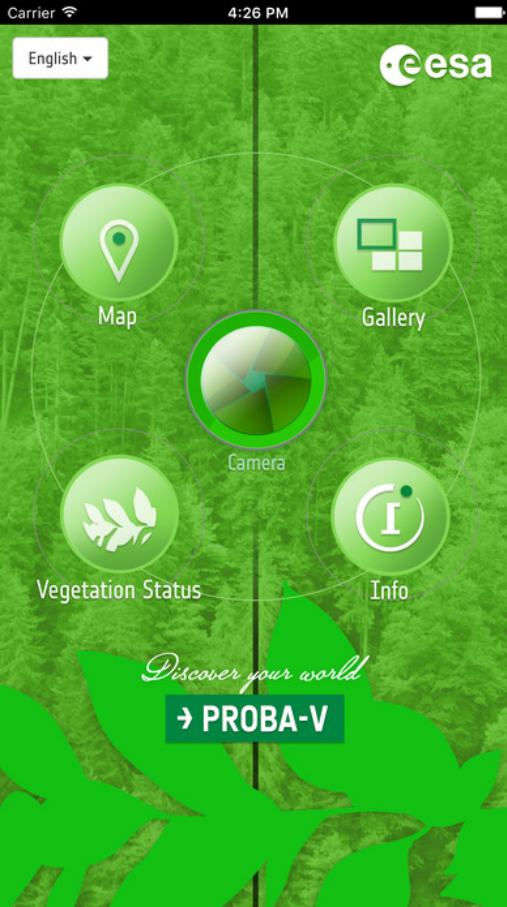 Carrier 4:26 PM
English
esa
Map
Gallery
Camera
Vegetation Status
Info
Discover your world
→ PROBA-V